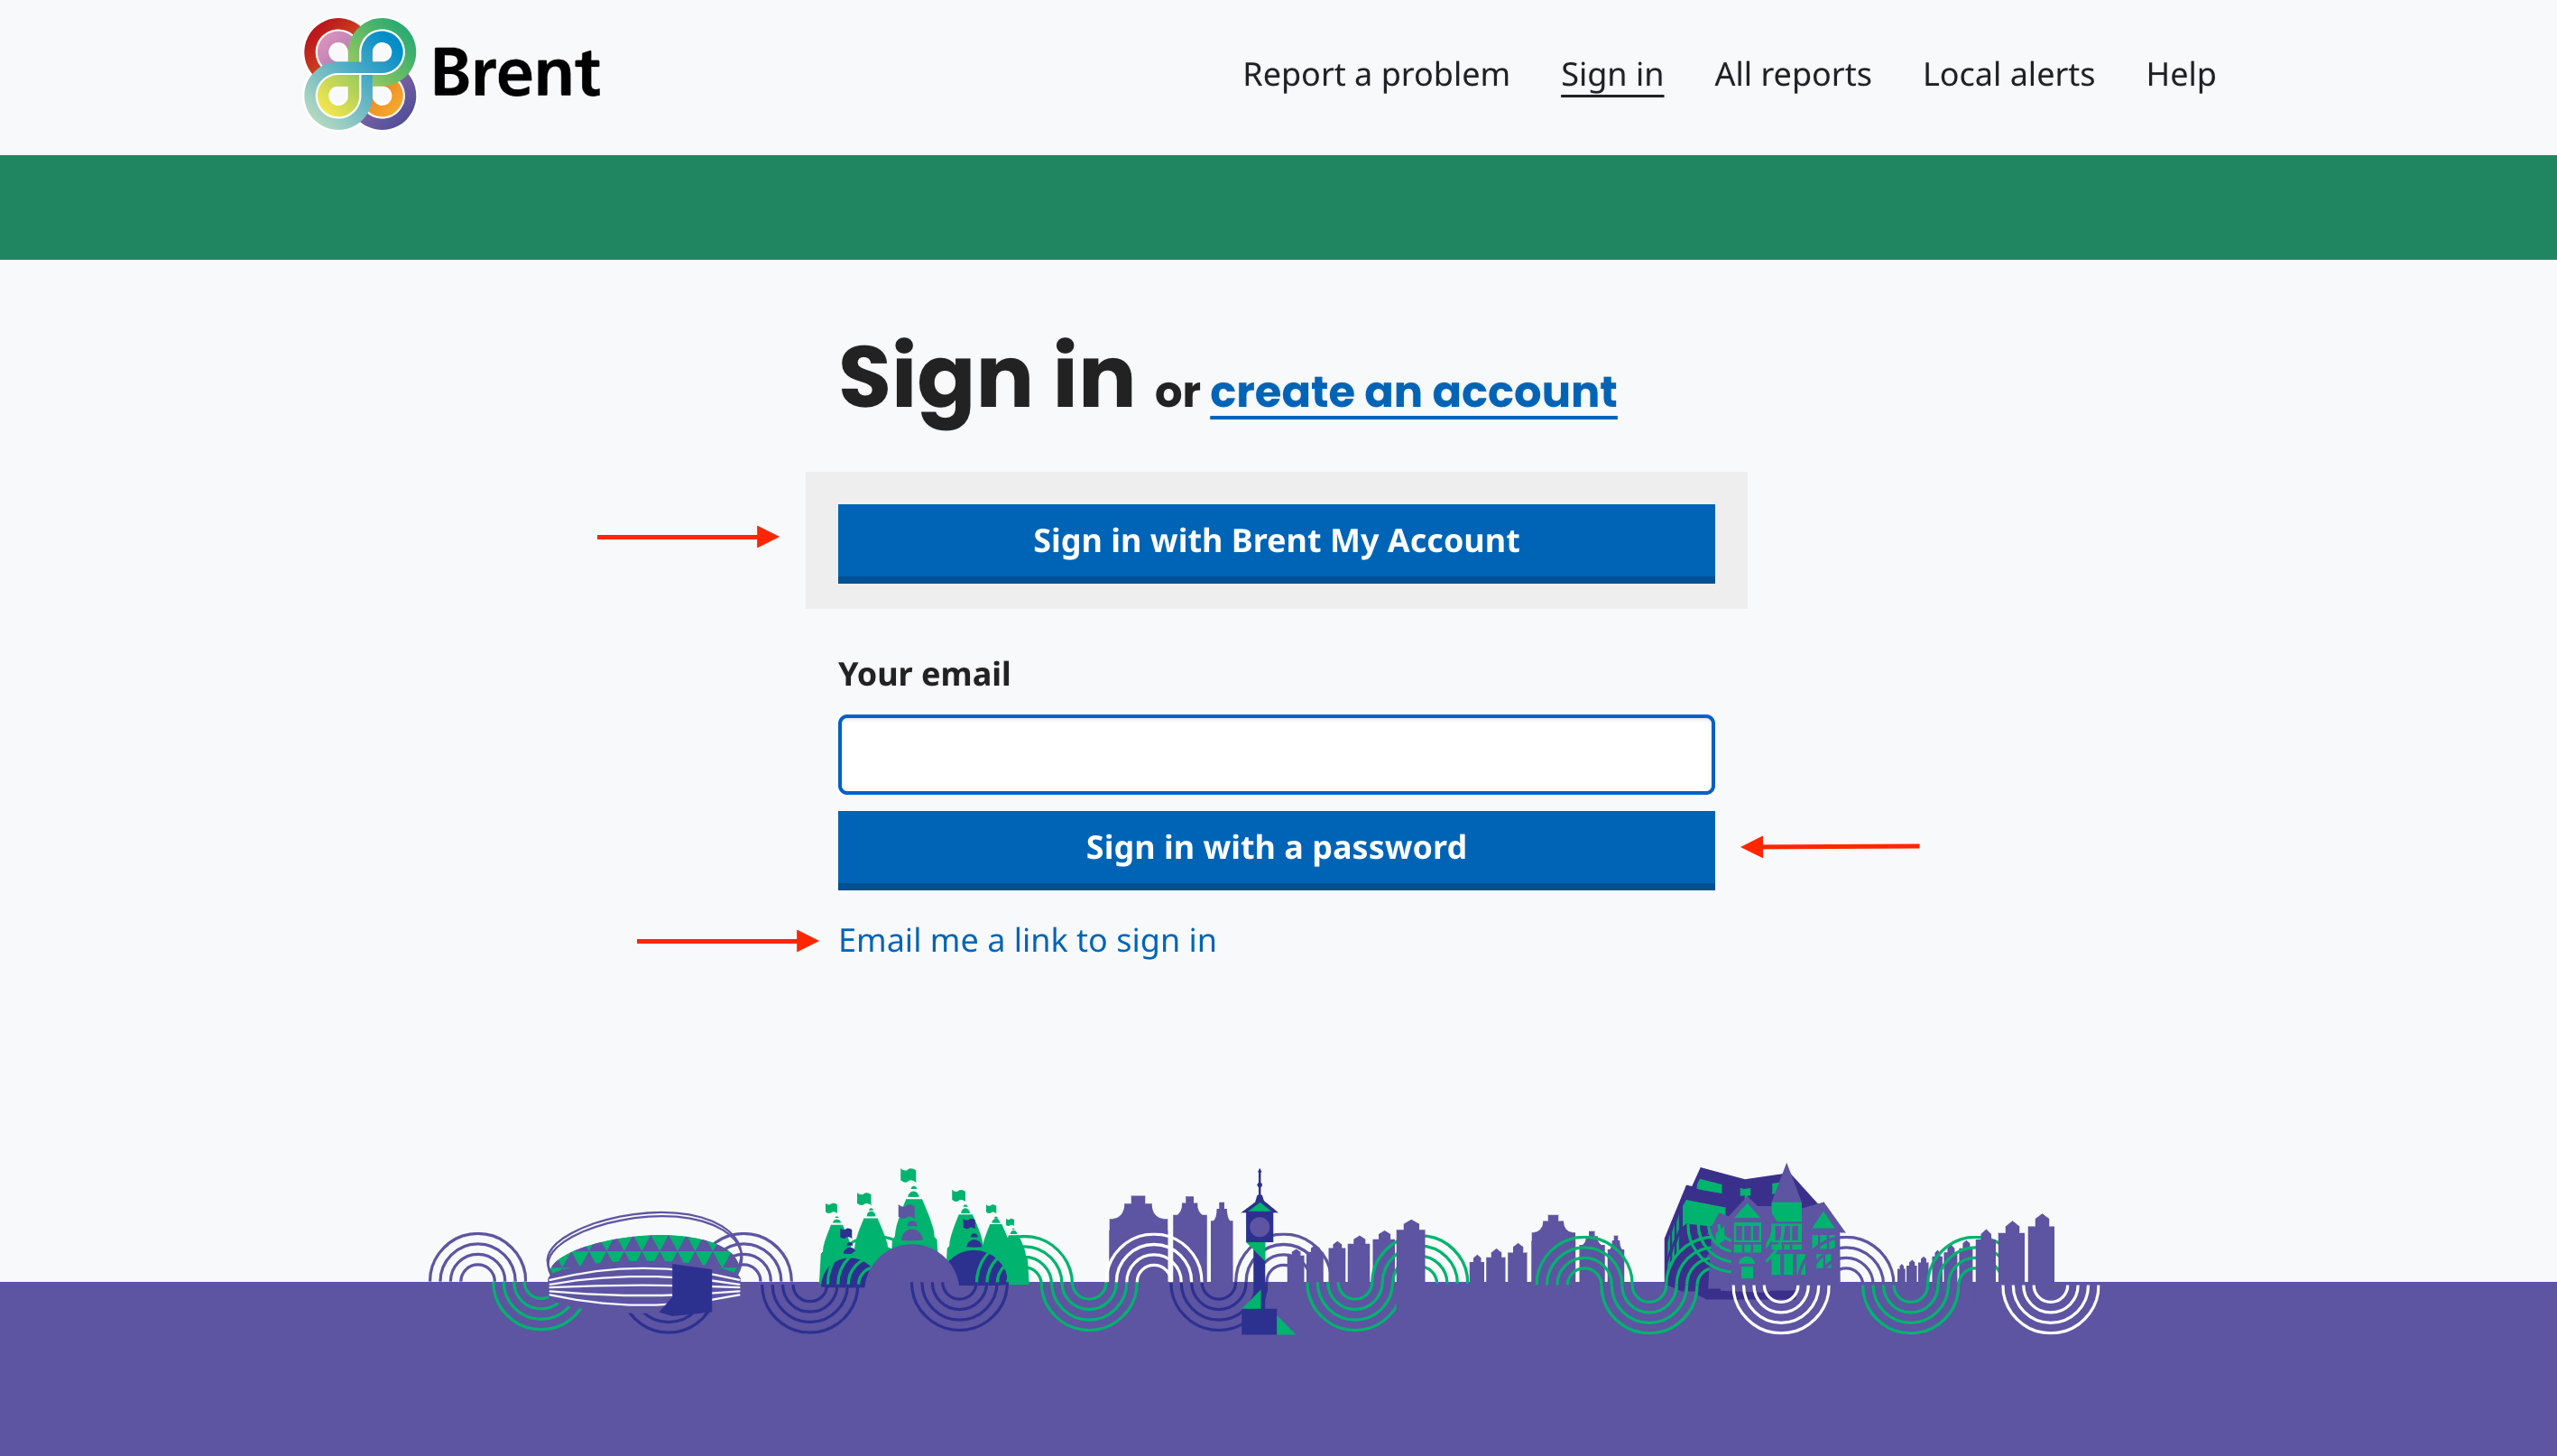 Brent
Report a problem Sign in All reports Local alerts Help
Sign in or create an account
Sign in with Brent My Account
Your email
Sign in with a password
Email me a link to sign in